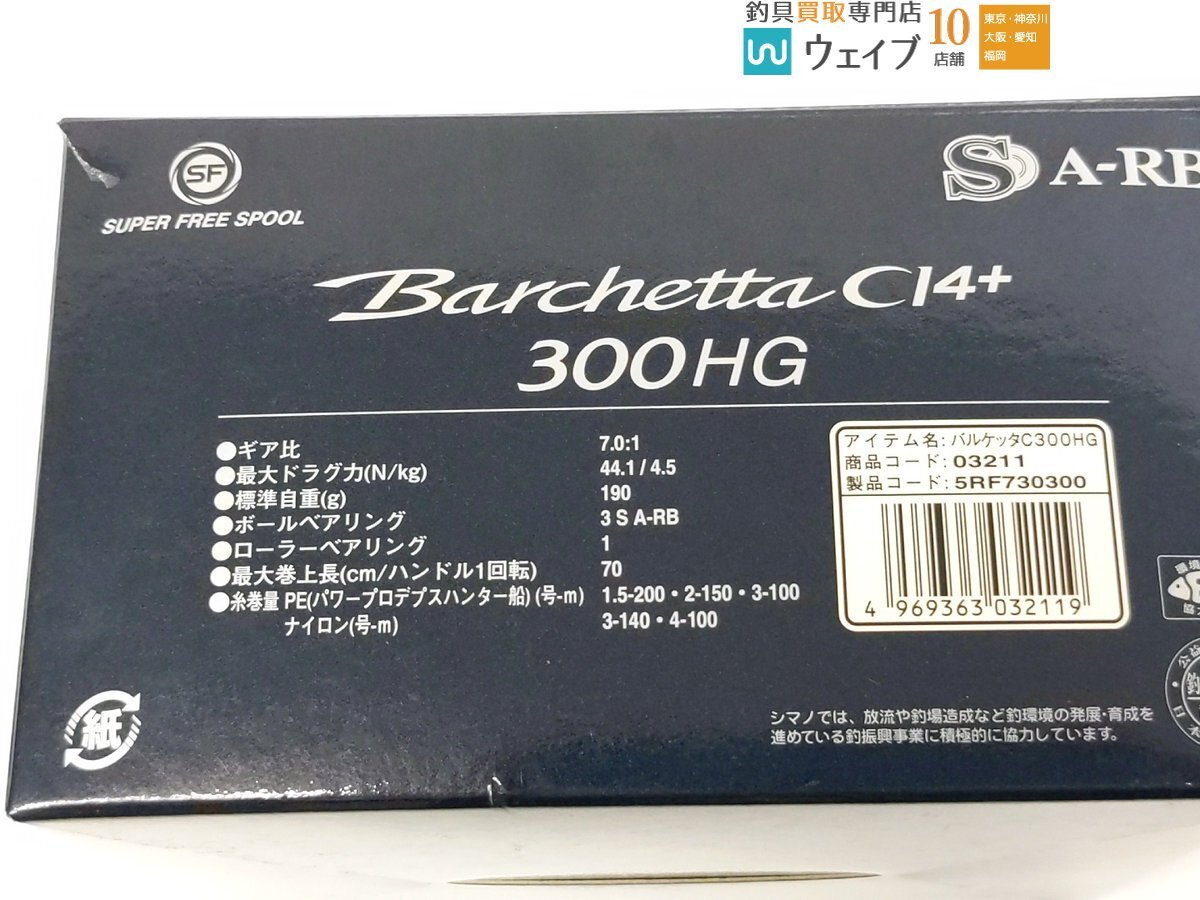 釣具買取専門店
ウェイブ
10
店舗
東京・神奈川
大阪・愛知
福岡
SF
SUPER FREE SPOOL
S A-RB
Barchetta CI4+
300HG
●ギア比 7.0:1
●最大ドラグ力(N/kg) 44.1 / 4.5
●標準自重(g) 190
●ボールベアリング 3 S A-RB
●ローラーベアリング 1
●最大巻上長(cm/ハンドル1回転) 70
●糸巻量 PE(パワープロデプスハンター船) (号-m) 1.5-200・2-150・3-100
ナイロン(号-m) 3-140・4-100
アイテム名: バルケッタC300HG
商品コード: 03211
製品コード: 5RF730300
4 969363 032119
環境
協
公益
釣
日
紙
シマノでは、放流や釣場造成など釣環境の発展・育成を
進めている釣振興事業に積極的に協力しています。